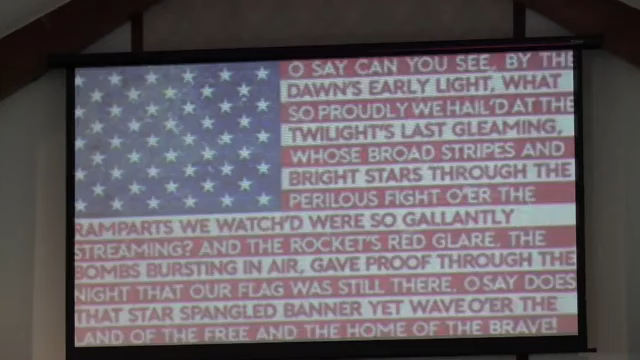 O SAY CAN YOU SEE, BY THE
DAWN'S EARLY LIGHT, WHAT
SO PROUDLY WE HAIL'D AT THE
TWILIGHT'S LAST GLEAMING,
WHOSE BROAD STRIPES AND
BRIGHT STARS THROUGH THE
PERILOUS FIGHT O'ER THE
RAMPARTS WE WATCH'D WERE SO GALLANTLY
STREAMING? AND THE ROCKET'S RED GLARE, THE
BOMBS BURSTING IN AIR, GAVE PROOF THROUGH THE
NIGHT THAT OUR FLAG WAS STILL THERE. O SAY DOES
THAT STAR SPANGLED BANNER YET WAVE O'ER THE
LAND OF THE FREE AND THE HOME OF THE BRAVE!